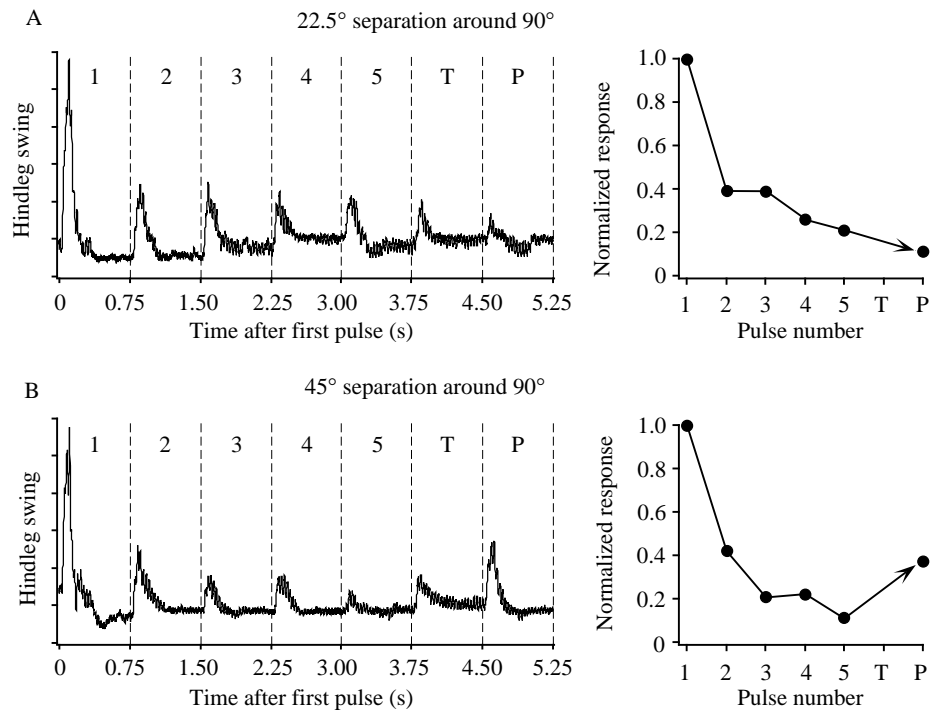 A
22.5° separation around 90°
Hindleg swing
1 2 3 4 5 T P
0 0.75 1.50 2.25 3.00 3.75 4.50 5.25
Time after first pulse (s)
Normalized response
1.0
0.8
0.6
0.4
0.2
0
1 2 3 4 5 T P
Pulse number
B
45° separation around 90°
Hindleg swing
1 2 3 4 5 T P
0 0.75 1.50 2.25 3.00 3.75 4.50 5.25
Time after first pulse (s)
Normalized response
1.0
0.8
0.6
0.4
0.2
0
1 2 3 4 5 T P
Pulse number